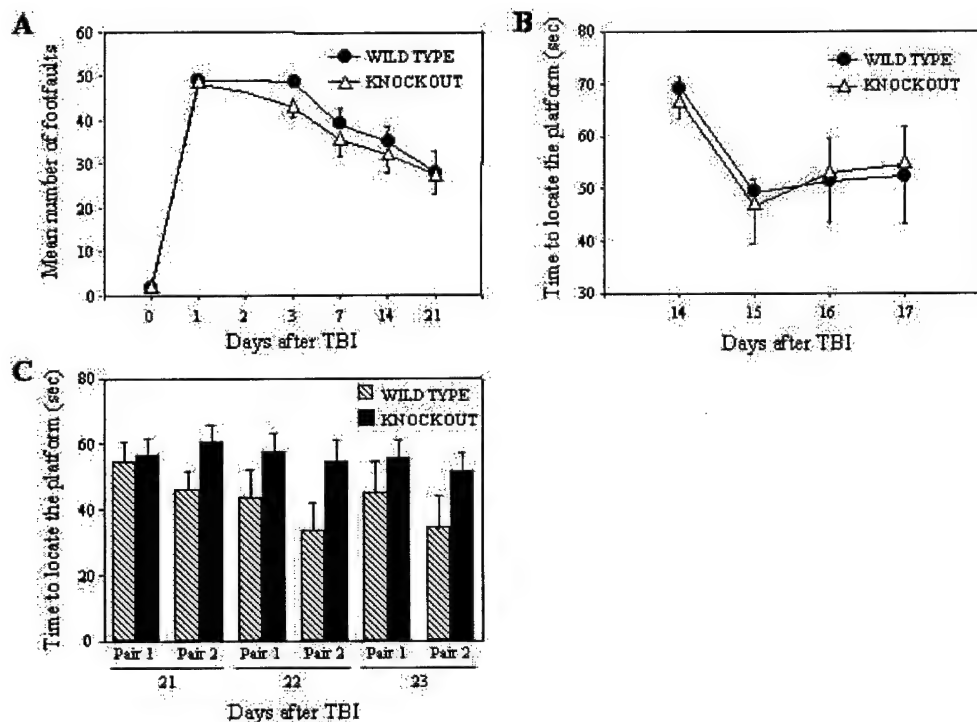 A
60
50
40
30
20
10
0
Mean number of footfaults
WILD TYPE
KNOCKOUT
0 1 2 3 7 14 21
Days after TBI
B
80
70
60
50
40
30
Time to locate the platform (sec)
WILD TYPE
KNOCKOUT
14 15 16 17
Days after TBI
C
80
60
40
20
0
Time to locate the platform (sec)
WILD TYPE
KNOCKOUT
Pair 1 Pair 2 Pair 1 Pair 2 Pair 1 Pair 2
21 22 23
Days after TBI